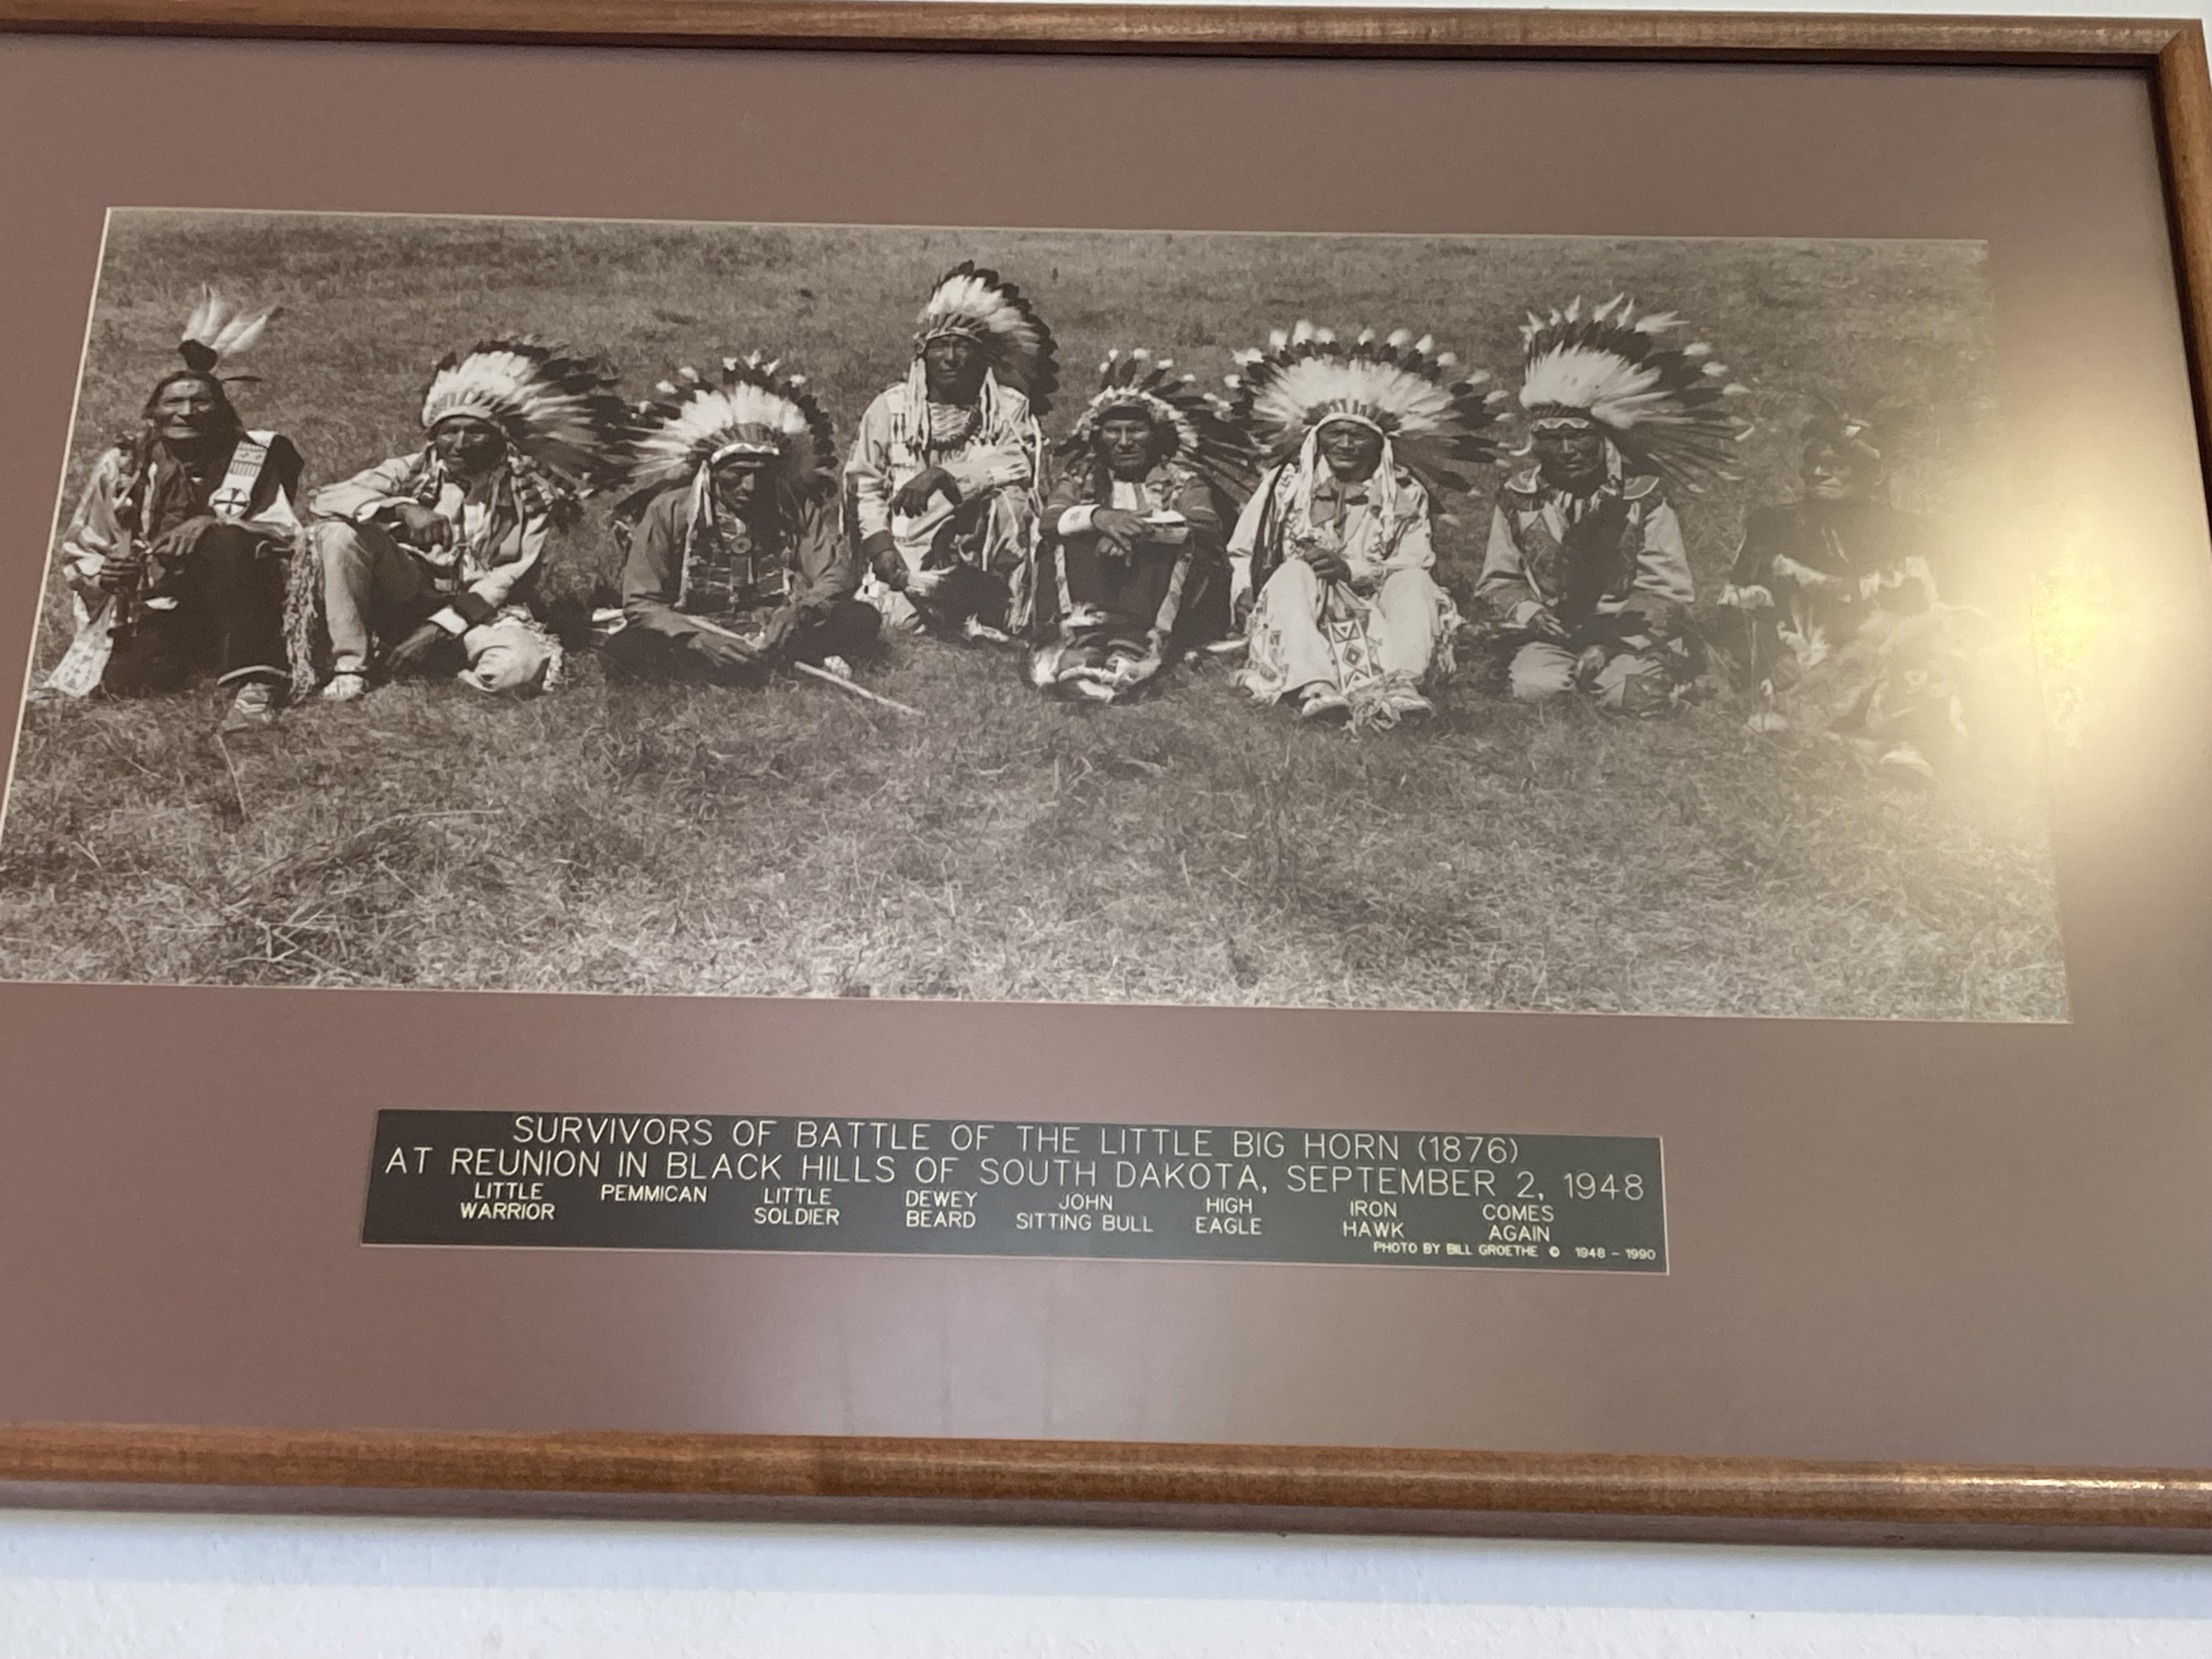 SURVIVORS OF BATTLE OF THE LITTLE BIG HORN (1876)
AT REUNION IN BLACK HILLS OF SOUTH DAKOTA, SEPTEMBER 2, 1948
LITTLE PEMMICAN LITTLE DEWEY JOHN HIGH IRON COMES
WARRIOR SOLDIER BEARD SITTING BULL EAGLE HAWK AGAIN
PHOTO BY BILL GROETHE © 1948 - 1990